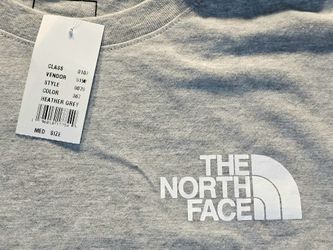 CLASS
VENDOR
STYLE
COLOR
HEATHER GREY
MED SIZE
THE
NORTH
FACE